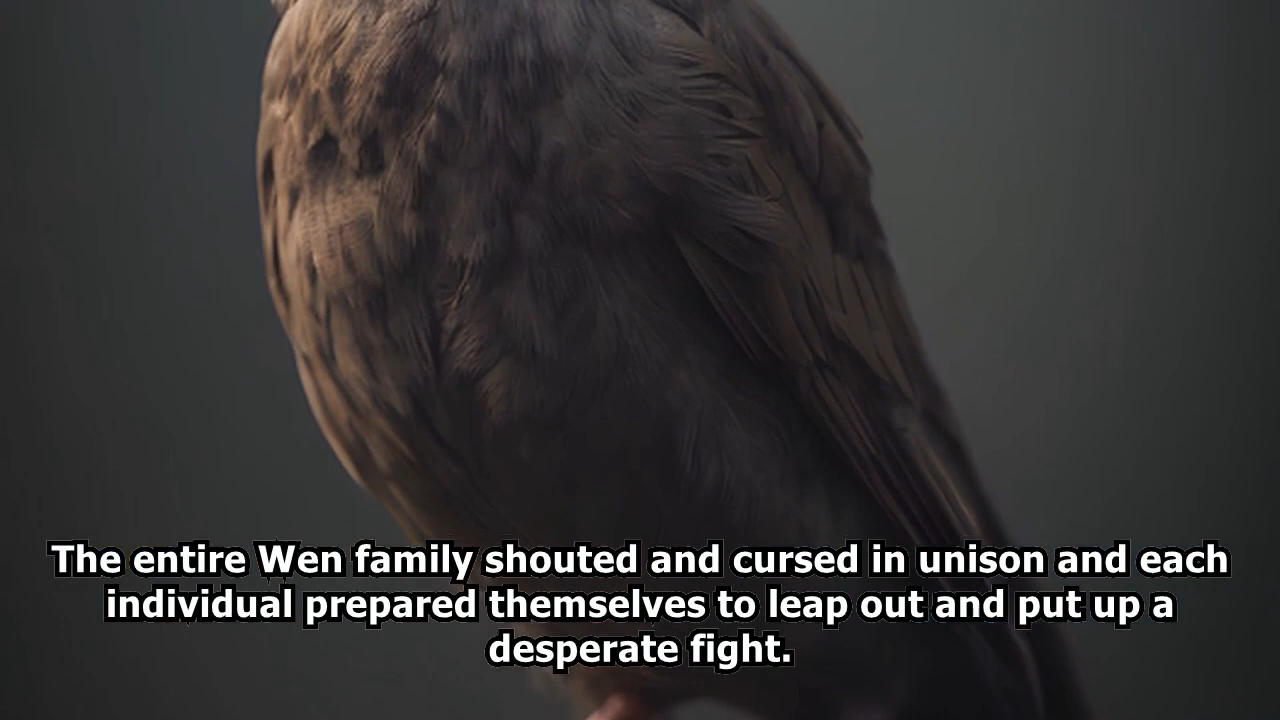 The entire Wen family shouted and cursed in unison and each
individual prepared themselves to leap out and put up a
desperate fight.